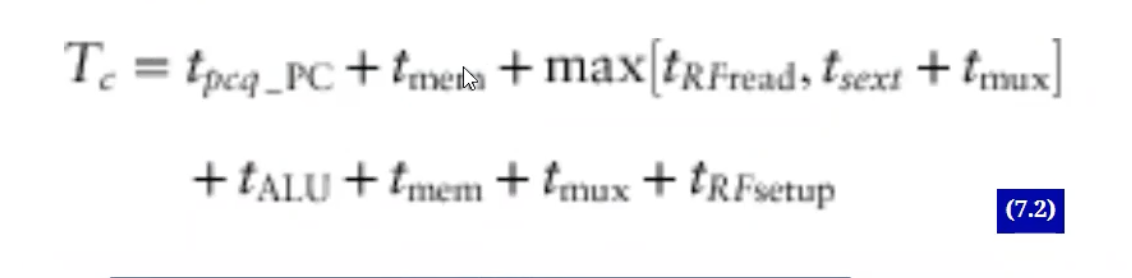 T_c = t_pcq_PC + t_mem + max[t_RFread, t_sext + t_mux]
+ t_ALU + t_mem + t_mux + t_RFsetup
(7.2)